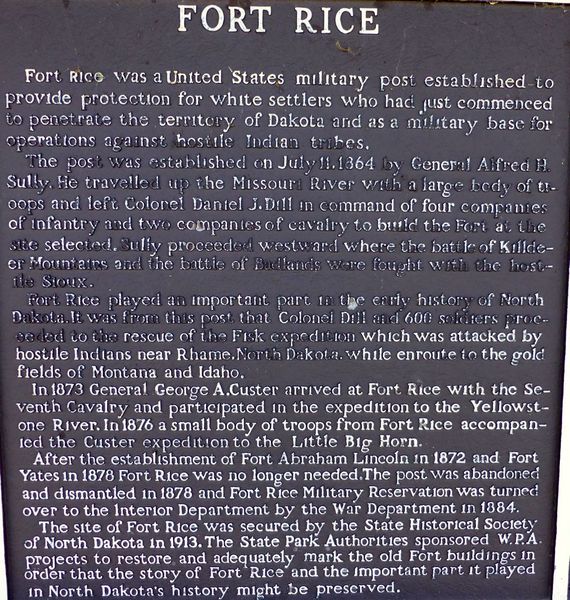 FORT RICE
Fort Rice was a United States military post established to
provide protection for white settlers who had just commenced
to penetrate the territory of Dakota and as a military base for
operations against hostile Indian tribes.
The post was established on July 11. 1864 by General Alfred H.
Sully. He travelled up the Missouri River with a large body of tr-
oops and left Colonel Daniel J. Dill in command of four companies
of infantry and two companies of cavalry to build the Fort at the
site selected. Sully proceeded westward where the battle of Killde-
er Mountains and the battle of Badlands were fought with the host-
ile Sioux.
Fort Rice played an important part in the early history of North
Dakota. It was from this post that Colonel Dill and 600 soldiers proc-
eeded to the rescue of the Fisk expedition which was attacked by
hostile Indians near Rhame. North Dakota. while enroute to the gold
fields of Montana and Idaho.
In 1873 General George A. Custer arrived at Fort Rice with the Se-
venth Cavalry and participated in the expedition to the Yellowst-
one River. In 1876 a small body of troops from Fort Rice accompan-
ied the Custer expedition to the Little Big Horn.
After the establishment of Fort Abraham Lincoln in 1872 and Fort
Yates in 1878 Fort Rice was no longer needed. The post was abandoned
and dismantled in 1878 and Fort Rice Military Reservation was turned
over to the Interior Department by the War Department in 1884.
The site of Fort Rice was secured by the State Historical Society
of North Dakota in 1913. The State Park Authorities sponsored W.P.A.
projects to restore and adequately mark the old Fort buildings in
order that the story of Fort Rice and the important part it played
in North Dakota's history might be preserved.